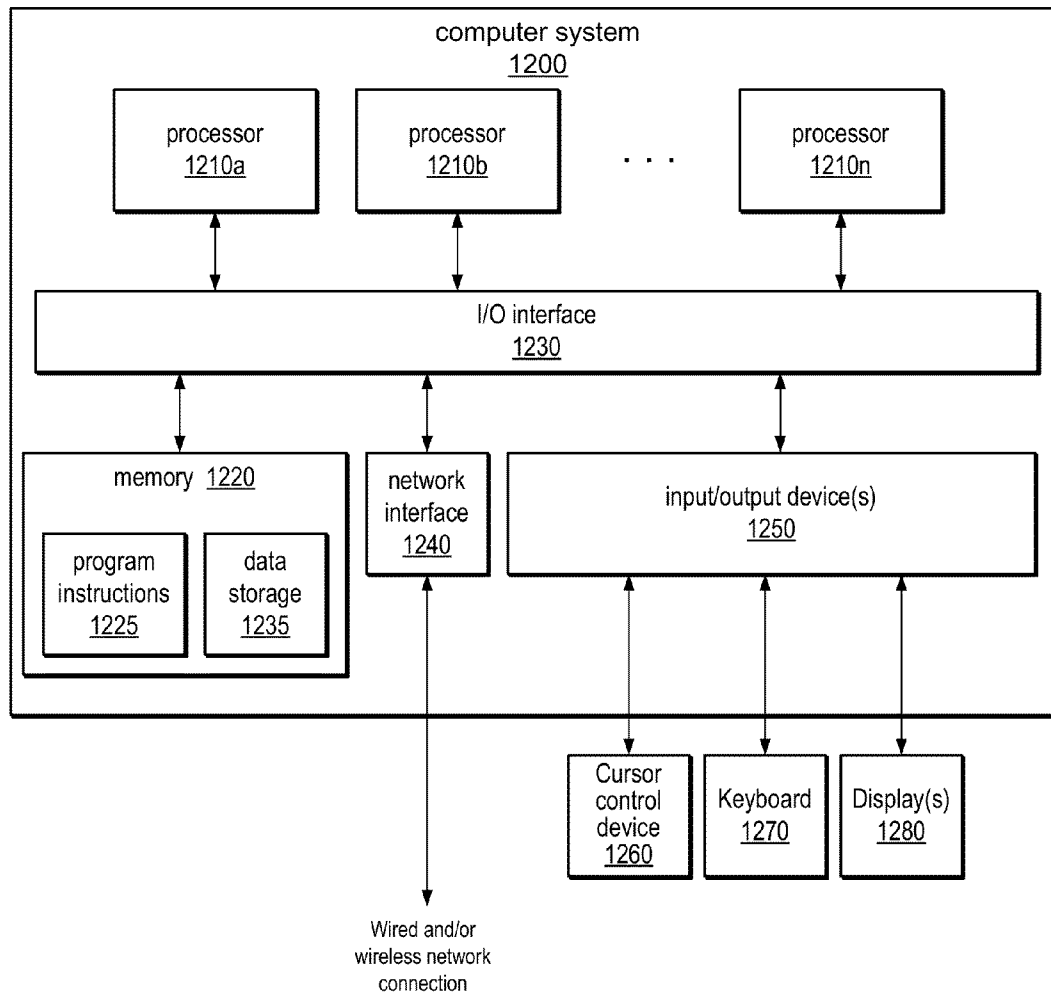 computer system
1200
processor
1210a
processor
1210b
. . .
processor
1210n
I/O interface
1230
memory 1220
program
instructions
1225
data
storage
1235
network
interface
1240
input/output device(s)
1250
Cursor
control
device
1260
Keyboard
1270
Display(s)
1280
Wired and/or
wireless network
connection